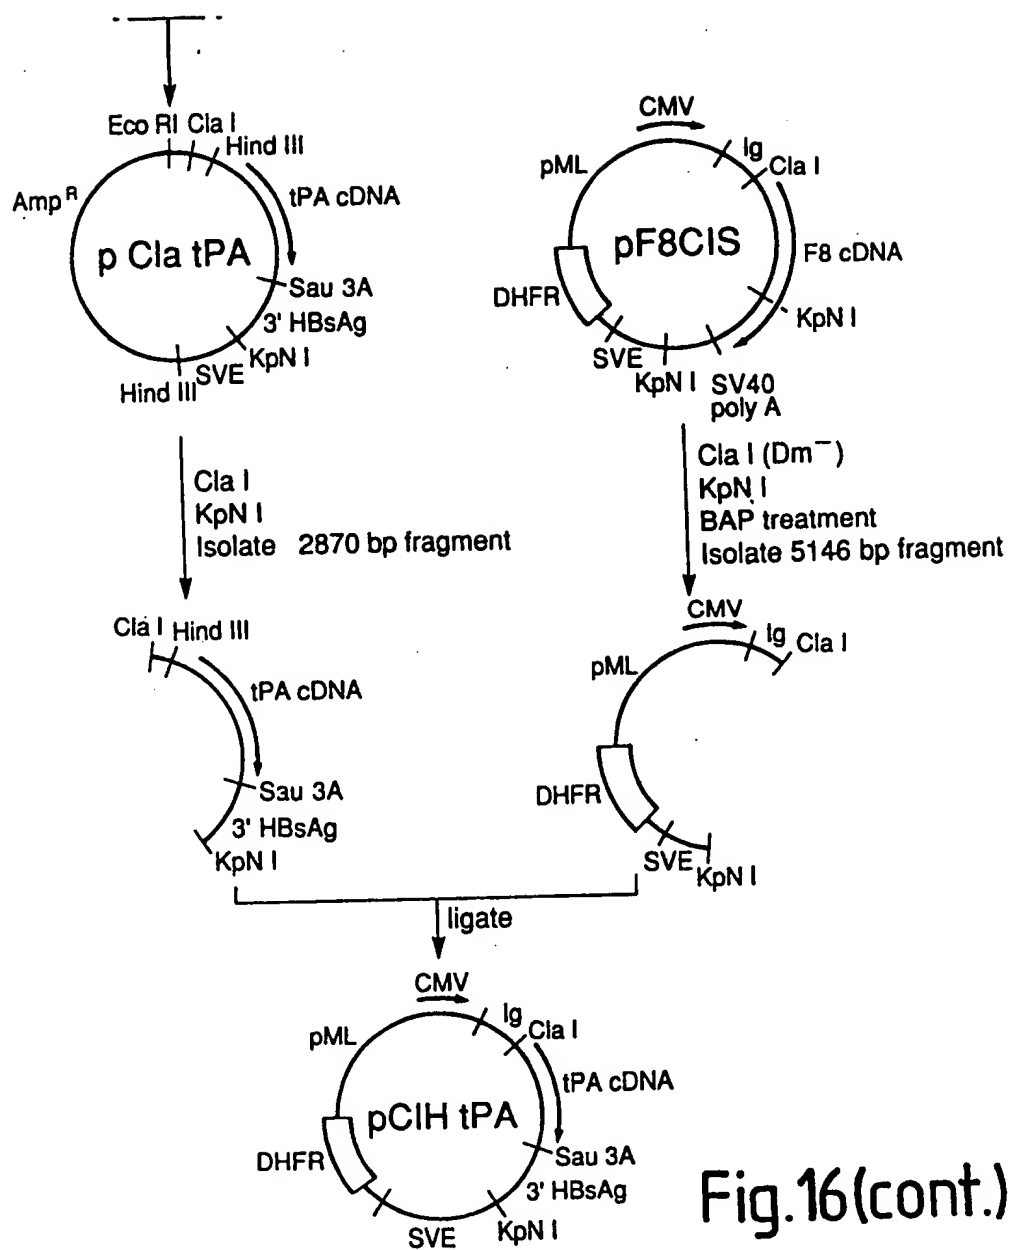 Eco RI Cla I
Hind III
Amp R
tPA cDNA
p Cla tPA
Sau 3A
3' HBsAg
KpN I
SVE
Hind III
CMV
Ig
Cla I
pML
pF8CIS
F8 cDNA
DHFR
KpN I
SVE
KpN I
SV40
poly A
Cla I
KpN I
Isolate 2870 bp fragment
Cla I (Dm⁻)
KpN I
BAP treatment
Isolate 5146 bp fragment
Cla I Hind III
tPA cDNA
Sau 3A
3' HBsAg
KpN I
CMV
Ig
Cla I
pML
DHFR
SVE
KpN I
ligate
CMV
Ig
Cla I
pML
tPA cDNA
pCIH tPA
DHFR
Sau 3A
3' HBsAg
KpN I
SVE
Fig.16(cont.)